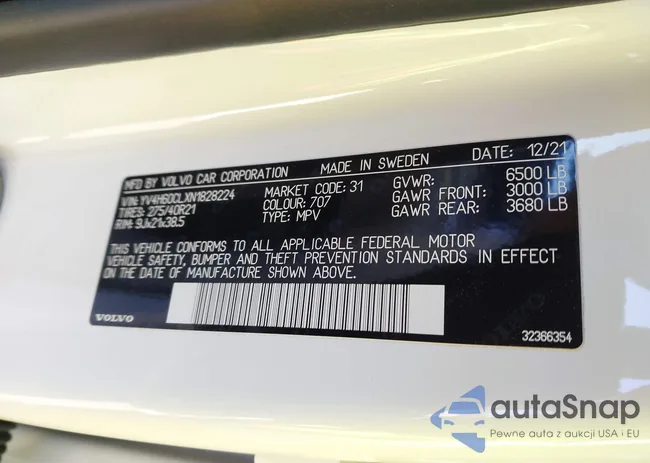 MFD BY VOLVO CAR CORPORATION MADE IN SWEDEN DATE: 12/21
VIN: YV4H60CLXN1828224 MARKET CODE: 31 GVWR: 6500 LB
TIRES: 275/40R21 COLOUR: 707 GAWR FRONT: 3000 LB
RIM: 9Jx21x38.5 TYPE: MPV GAWR REAR: 3680 LB
THIS VEHICLE CONFORMS TO ALL APPLICABLE FEDERAL MOTOR
VEHICLE SAFETY, BUMPER AND THEFT PREVENTION STANDARDS IN EFFECT
ON THE DATE OF MANUFACTURE SHOWN ABOVE.
VOLVO 32366354
autaSnap
Pewne auta z aukcji USA i EU